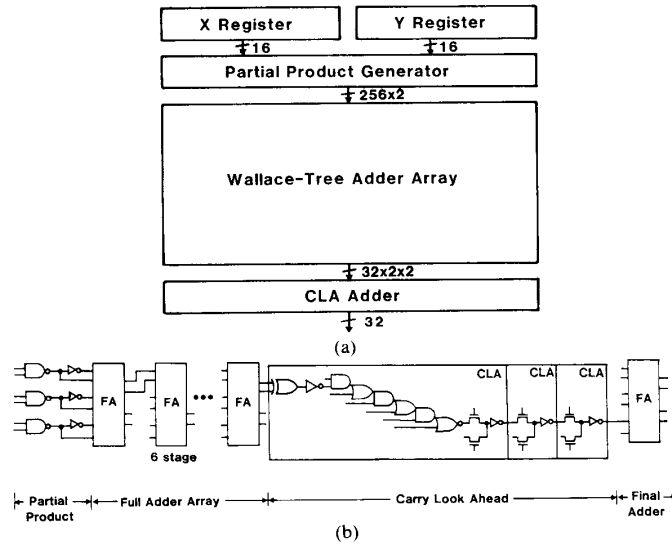 X Register
Y Register
16
16
Partial Product Generator
256x2
Wallace-Tree Adder Array
32x2x2
CLA Adder
32
(a)
CLA
CLA
CLA
FA
FA
FA
FA
6 stage
Partial Product
Full Adder Array
Carry Look Ahead
Final Adder
(b)